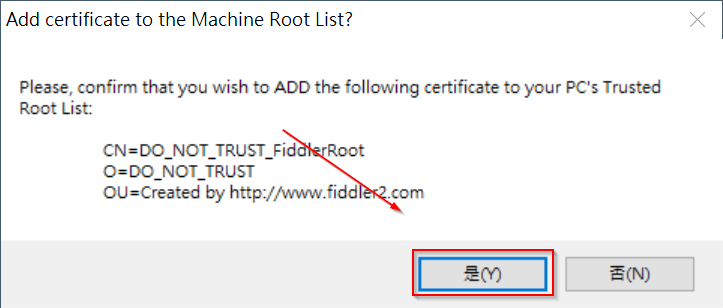 Add certificate to the Machine Root List?
Please, confirm that you wish to ADD the following certificate to your PC's Trusted
Root List:
CN=DO_NOT_TRUST_FiddlerRoot
O=DO_NOT_TRUST
OU=Created by http://www.fiddler2.com
是(Y)
否(N)